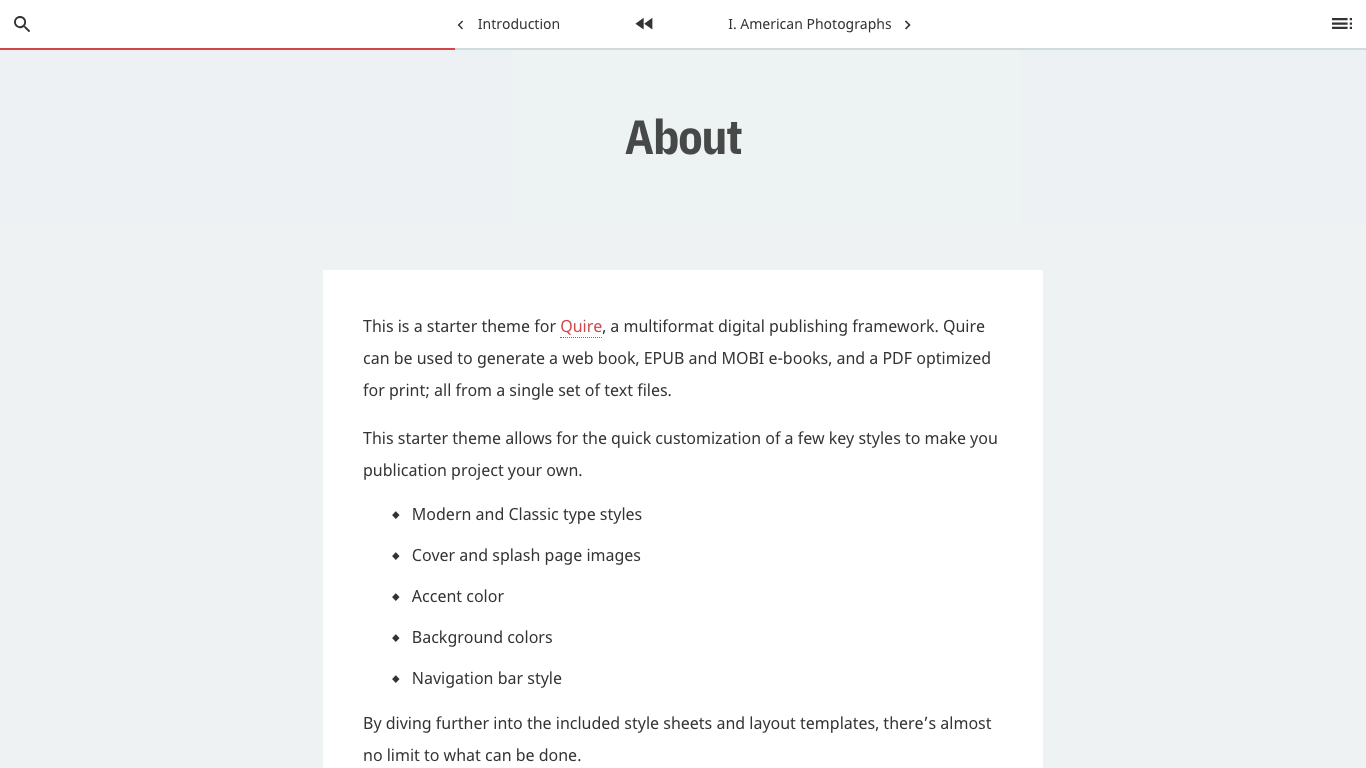 Introduction
I. American Photographs
About
This is a starter theme for Quire, a multiformat digital publishing framework. Quire
can be used to generate a web book, EPUB and MOBI e-books, and a PDF optimized
for print; all from a single set of text files.
This starter theme allows for the quick customization of a few key styles to make you
publication project your own.
Modern and Classic type styles
Cover and splash page images
Accent color
Background colors
Navigation bar style
By diving further into the included style sheets and layout templates, there’s almost
no limit to what can be done.